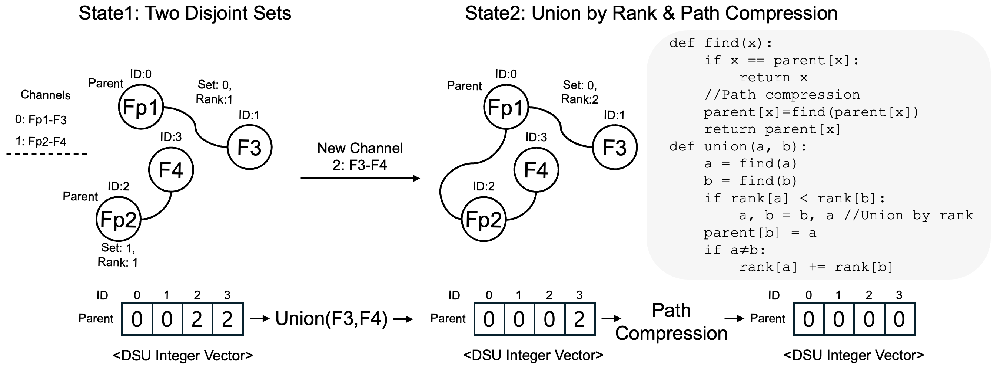 State1: Two Disjoint Sets
Channels
0: Fp1-F3
1: Fp2-F4
Parent
ID:0
Fp1
Set: 0,
Rank:1
ID:1
F3
ID:3
F4
Parent
ID:2
Fp2
Set: 1,
Rank: 1
New Channel
2: F3-F4
State2: Union by Rank & Path Compression
Parent
ID:0
Fp1
Set: 0,
Rank:2
ID:1
F3
ID:3
F4
ID:2
Fp2
def find(x):
if x == parent[x]:
return x
//Path compression
parent[x]=find(parent[x])
return parent[x]
def union(a, b):
a = find(a)
b = find(b)
if rank[a] < rank[b]:
a, b = b, a //Union by rank
parent[b] = a
if a≠b:
rank[a] += rank[b]
ID 0 1 2 3
Parent 0 0 2 2
<DSU Integer Vector>
Union(F3,F4)
ID 0 1 2 3
Parent 0 0 0 2
<DSU Integer Vector>
Path
Compression
ID 0 1 2 3
Parent 0 0 0 0
<DSU Integer Vector>